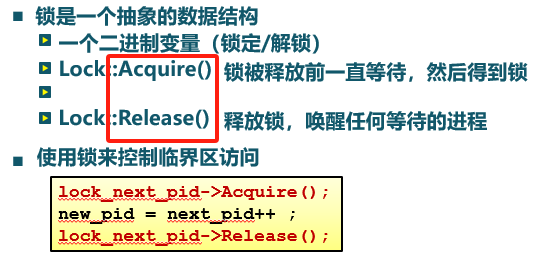 锁是一个抽象的数据结构
一个二进制变量（锁定/解锁）
Lock::Acquire() 锁被释放前一直等待，然后得到锁
Lock::Release() 释放锁，唤醒任何等待的进程
使用锁来控制临界区访问
lock_next_pid->Acquire();
new_pid = next_pid++ ;
lock_next_pid->Release();